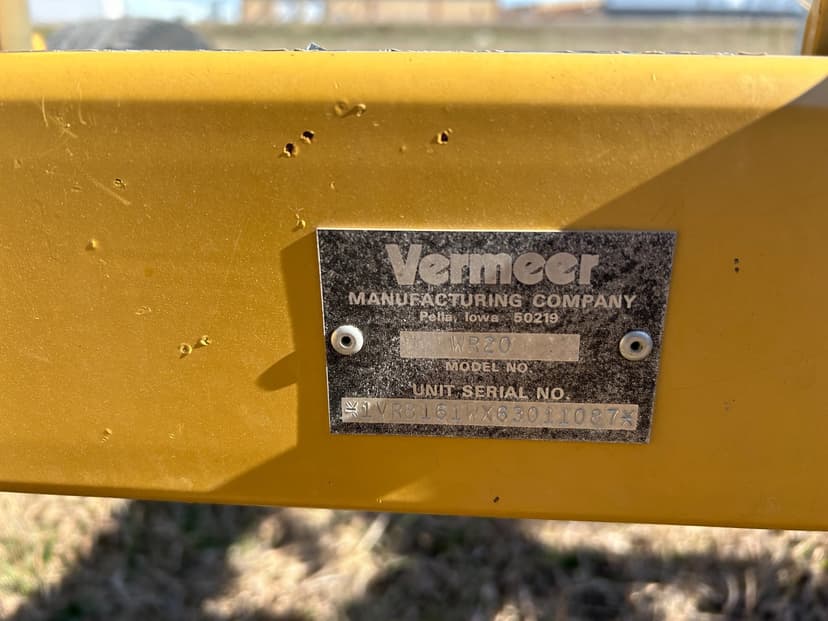 Vermeer
MANUFACTURING COMPANY
Pella, Iowa 50219
WR20
MODEL NO.
UNIT SERIAL NO.
*1VRS161WX63011087*